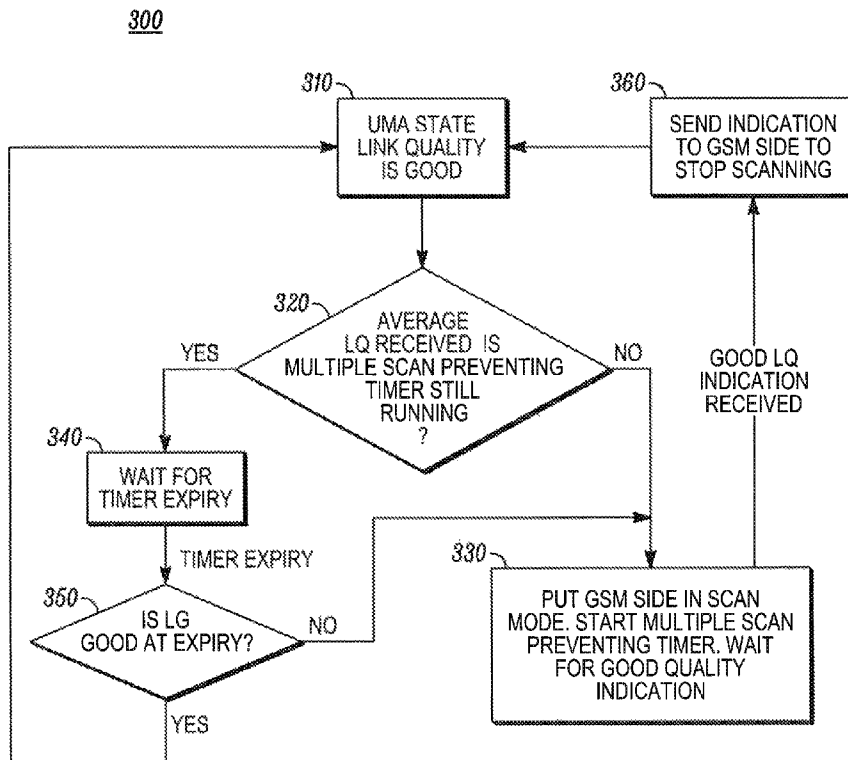 300
310
UMA STATE
LINK QUALITY
IS GOOD
360
SEND INDICATION
TO GSM SIDE TO
STOP SCANNING
320
AVERAGE
LQ RECEIVED IS
MULTIPLE SCAN PREVENTING
TIMER STILL
RUNNING
?
YES
NO
GOOD LQ
INDICATION
RECEIVED
340
WAIT FOR
TIMER EXPIRY
TIMER EXPIRY
350
IS LG
GOOD AT EXPIRY?
NO
YES
330
PUT GSM SIDE IN SCAN
MODE. START MULTIPLE SCAN
PREVENTING TIMER. WAIT
FOR GOOD QUALITY
INDICATION